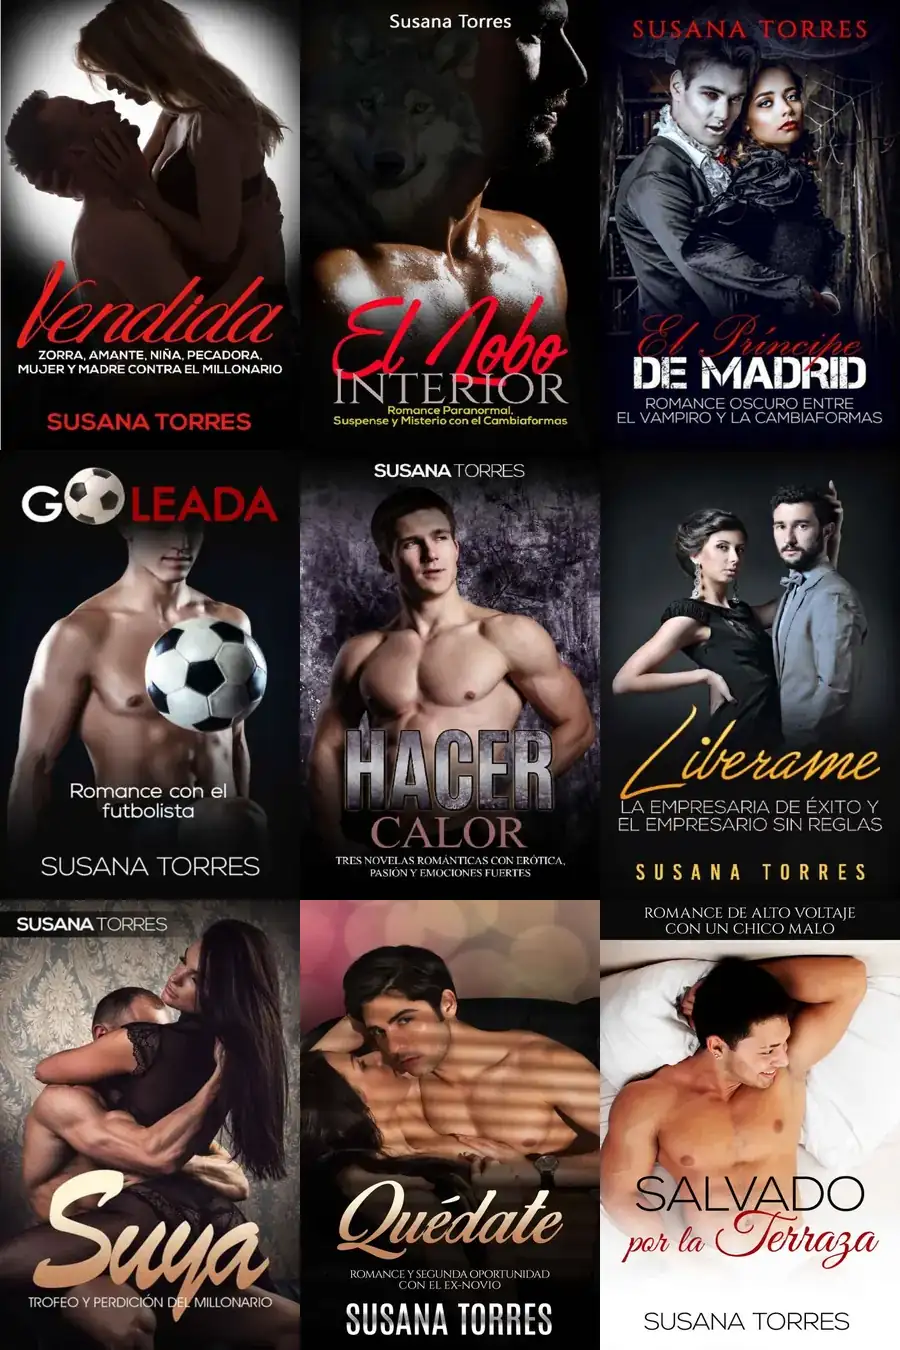 Vendida
ZORRA, AMANTE, NIÑA, PECADORA,
MUJER Y MADRE CONTRA EL MILLONARIO
SUSANA TORRES
Susana Torres
El Lobo
INTERIOR
Romance Paranormal,
Suspense y Misterio con el Cambiaformas
SUSANA TORRES
El Príncipe
DE MADRID
ROMANCE OSCURO ENTRE
EL VAMPIRO Y LA CAMBIAFORMAS
GOLEADA
Romance con el
futbolista
SUSANA TORRES
SUSANA TORRES
HACER
CALOR
TRES NOVELAS ROMÁNTICAS CON ERÓTICA,
PASIÓN Y EMOCIONES FUERTES
Liberame
LA EMPRESARIA DE ÉXITO Y
EL EMPRESARIO SIN REGLAS
SUSANA TORRES
SUSANA TORRES
Suya
TROFEO Y PERDICIÓN DEL MILLONARIO
Quédate
ROMANCE Y SEGUNDA OPORTUNIDAD
CON EL EX-NOVIO
SUSANA TORRES
ROMANCE DE ALTO VOLTAJE
CON UN CHICO MALO
SALVADO
por la Terraza
SUSANA TORRES